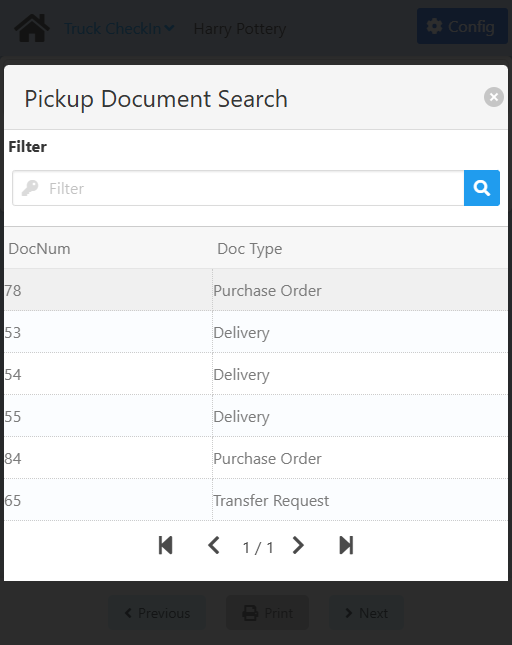 Truck CheckIn Harry Pottery Config
Pickup Document Search
Filter
Filter
DocNum Doc Type
78 Purchase Order
53 Delivery
54 Delivery
55 Delivery
84 Purchase Order
65 Transfer Request
1 / 1
Previous Print Next